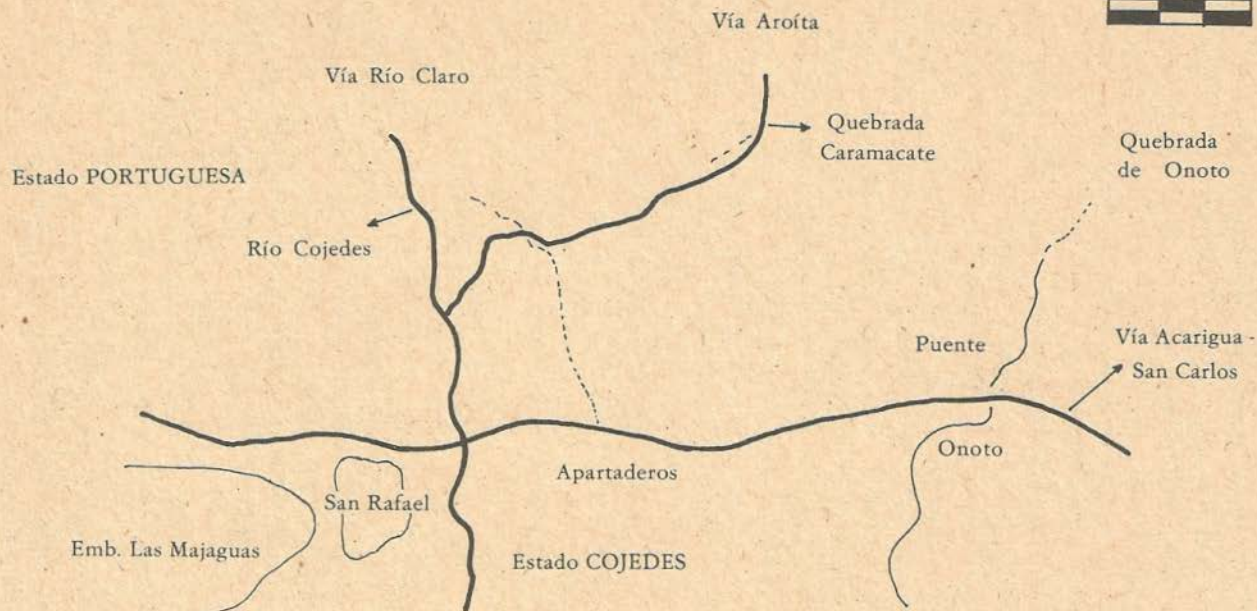 Vía Aroíta
Vía Río Claro
Quebrada
Caramacate
Quebrada
de Onoto
Estado PORTUGUESA
Río Cojedes
Puente
Vía Acarigua -
San Carlos
Onoto
Apartaderos
San Rafael
Emb. Las Majaguas
Estado COJEDES